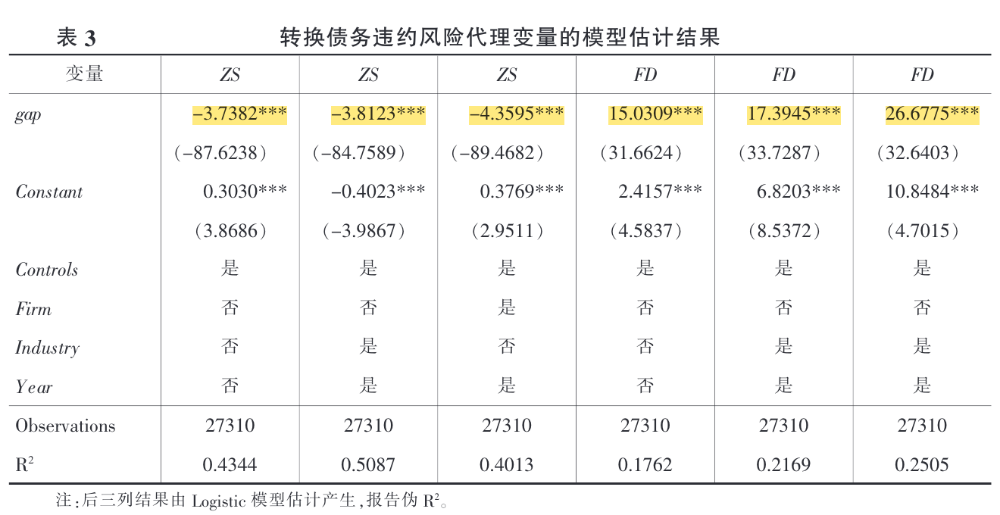 表 3 转换债务违约风险代理变量的模型估计结果
变量 ZS ZS ZS FD FD FD
gap −3.7382*** −3.8123*** −4.3595*** 15.0309*** 17.3945*** 26.6775***
(−87.6238) (−84.7589) (−89.4682) (31.6624) (33.7287) (32.6403)
Constant 0.3030*** −0.4023*** 0.3769*** 2.4157*** 6.8203*** 10.8484***
(3.8686) (−3.9867) (2.9511) (4.5837) (8.5372) (4.7015)
Controls 是 是 是 是 是 是
Firm 否 否 是 否 否 否
Industry 否 是 否 否 是 是
Year 否 是 是 否 是 是
Observations 27310 27310 27310 27310 27310 27310
R² 0.4344 0.5087 0.4013 0.1762 0.2169 0.2505
注:后三列结果由 Logistic 模型估计产生,报告伪 R²。